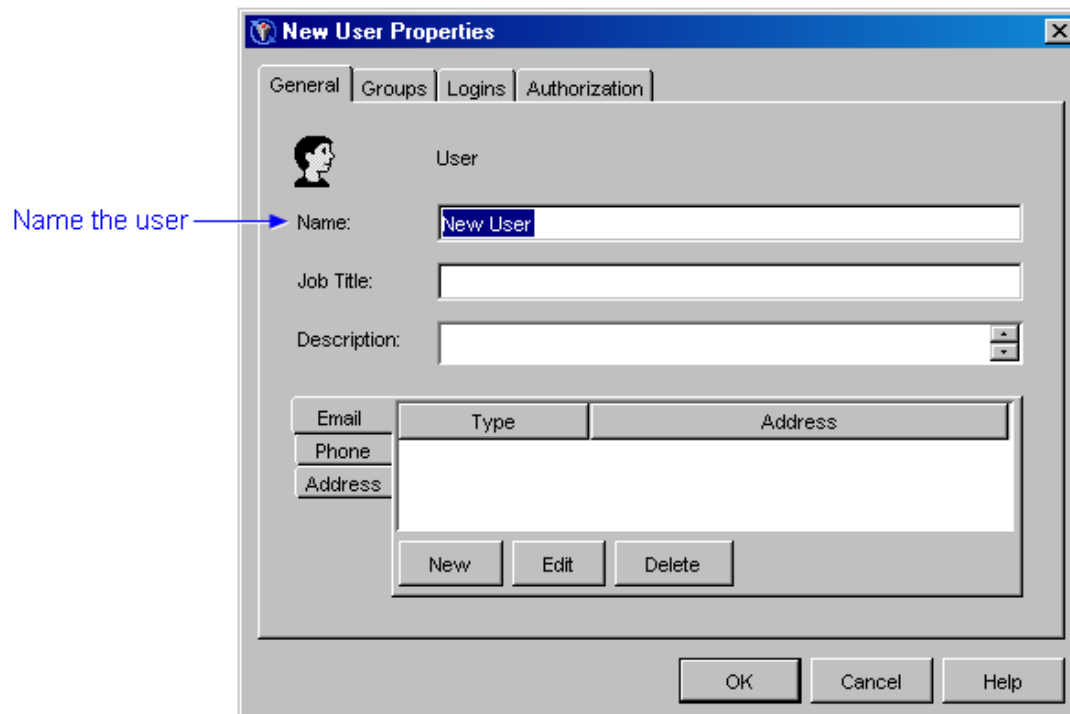 New User Properties
General Groups Logins Authorization
User
Name the user
Name: New User
Job Title:
Description:
Email
Phone
Address
Type Address
New Edit Delete
OK Cancel Help